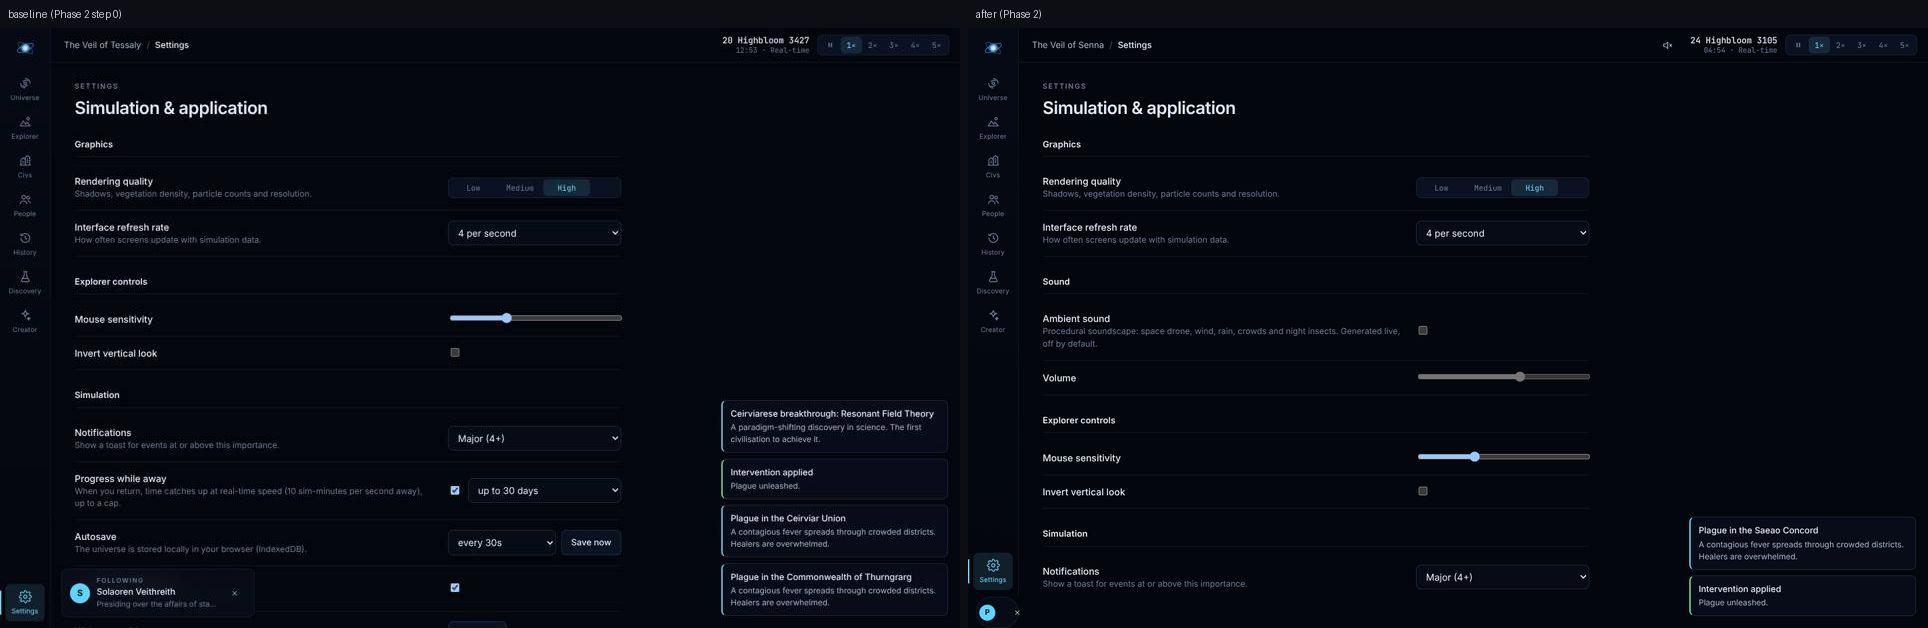 baseline (Phase 2 step 0)
The Veil of Tessaly / Settings
20 Highbloom 3427
12:53 · Real-time
1× 2× 3× 4× 5×
Universe
Explorer
Civs
People
History
Discovery
Creator
Settings
SETTINGS
Simulation & application
Graphics
Rendering quality
Shadows, vegetation density, particle counts and resolution.
Low Medium High
Interface refresh rate
How often screens update with simulation data.
4 per second
Explorer controls
Mouse sensitivity
Invert vertical look
Simulation
Notifications
Show a toast for events at or above this importance.
Major (4+)
Progress while away
When you return, time catches up at real-time speed (10 sim-minutes per second away),
up to a cap.
up to 30 days
Autosave
The universe is stored locally in your browser (IndexedDB).
every 30s
Save now
S
FOLLOWING
Solaoren Veithreith
Presiding over the affairs of sta...
×
Ceirviarese breakthrough: Resonant Field Theory
A paradigm-shifting discovery in science. The first
civilisation to achieve it.
Intervention applied
Plague unleashed.
Plague in the Ceirviar Union
A contagious fever spreads through crowded districts.
Healers are overwhelmed.
Plague in the Commonwealth of Thurngrarg
A contagious fever spreads through crowded districts.
Healers are overwhelmed.
after (Phase 2)
The Veil of Senna / Settings
24 Highbloom 3105
04:54 · Real-time
1× 2× 3× 4× 5×
Universe
Explorer
Civs
People
History
Discovery
Creator
Settings
P
×
SETTINGS
Simulation & application
Graphics
Rendering quality
Shadows, vegetation density, particle counts and resolution.
Low Medium High
Interface refresh rate
How often screens update with simulation data.
4 per second
Sound
Ambient sound
Procedural soundscape: space drone, wind, rain, crowds and night insects. Generated live,
off by default.
Volume
Explorer controls
Mouse sensitivity
Invert vertical look
Simulation
Notifications
Show a toast for events at or above this importance.
Major (4+)
Plague in the Saeao Concord
A contagious fever spreads through crowded districts.
Healers are overwhelmed.
Intervention applied
Plague unleashed.